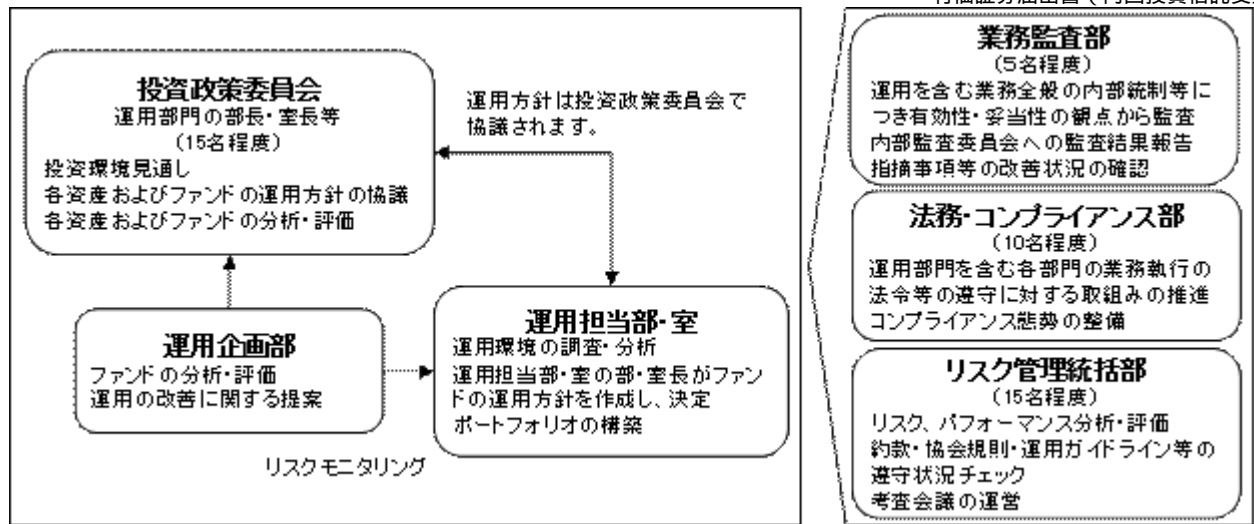 投資政策委員会
運用部門の部長・室長等
(15名程度)
投資環境見通し
各資産およびファンドの運用方針の協議
各資産およびファンドの分析・評価
運用方針は投資政策委員会で
協議されます。
運用企画部
ファンドの分析・評価
運用の改善に関する提案
運用担当部・室
運用環境の調査・分析
運用担当部・室の部・室長がファン
ドの運用方針を作成し、決定
ポートフォリオの構築
リスクモニタリング
業務監査部
(5名程度)
運用を含む業務全般の内部統制等に
つき有効性・妥当性の観点から監査
内部監査委員会への監査結果報告
指摘事項等の改善状況の確認
法務・コンプライアンス部
(10名程度)
運用部門を含む各部門の業務執行の
法令等の遵守に対する取組みの推進
コンプライアンス態勢の整備
リスク管理統括部
(15名程度)
リスク、パフォーマンス分析・評価
約款・協会規則・運用ガイドライン等の
遵守状況チェック
考査会議の運営